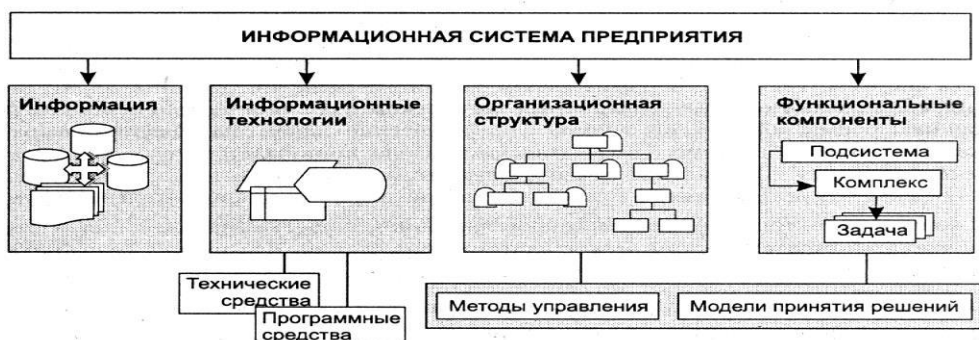 ИНФОРМАЦИОННАЯ СИСТЕМА ПРЕДПРИЯТИЯ
Информация
Информационные
технологии
Организационная
структура
Функциональные
компоненты
Подсистема
Комплекс
Задача
Технические
средства
Программные
средства
Методы управления
Модели принятия решений